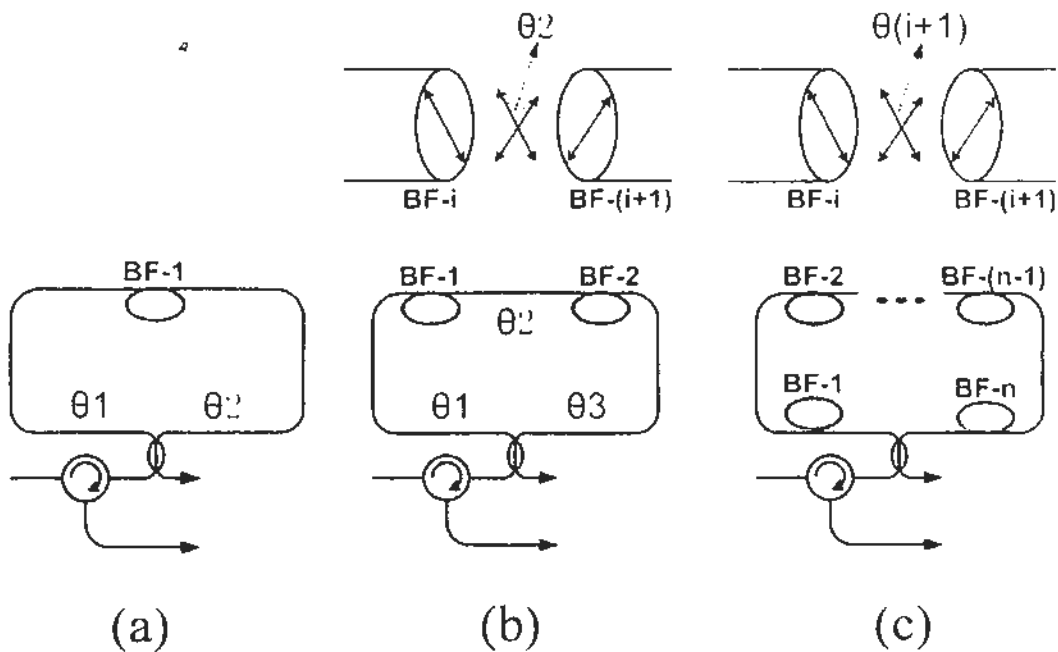 θ2
θ(i+1)
BF-i
BF-(i+1)
BF-i
BF-(i+1)
BF-1
BF-1
BF-2
BF-2
BF-(n-1)
θ2
BF-1
BF-n
θ1
θ2
θ1
θ3
(a)
(b)
(c)